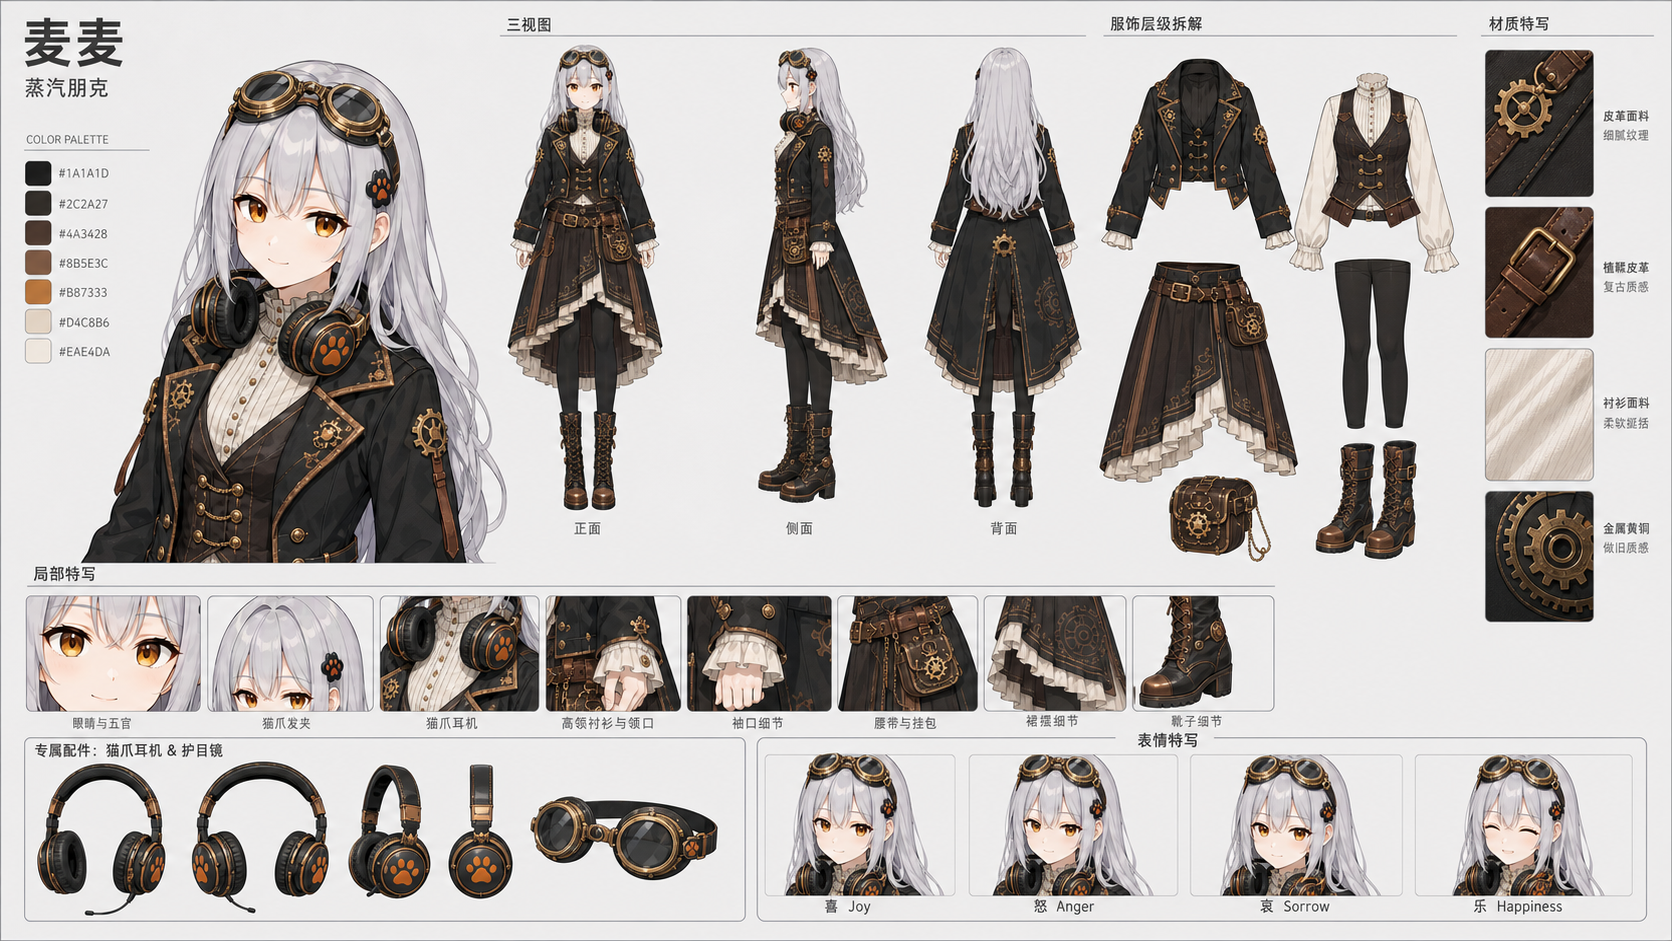 麦麦
蒸汽朋克
COLOR PALETTE
#1A1A1D
#2C2A27
#4A3428
#8B5E3C
#B87333
#D4C8B6
#EAE4DA
三视图
正面
侧面
背面
服饰层级拆解
材质特写
皮革面料
细腻纹理
植鞣皮革
复古质感
衬衫面料
柔软挺括
金属黄铜
做旧质感
局部特写
眼睛与五官
猫爪发夹
猫爪耳机
高领衬衫与领口
袖口细节
腰带与挂包
裙摆细节
靴子细节
专属配件：猫爪耳机 & 护目镜
表情特写
喜 Joy
怒 Anger
哀 Sorrow
乐 Happiness